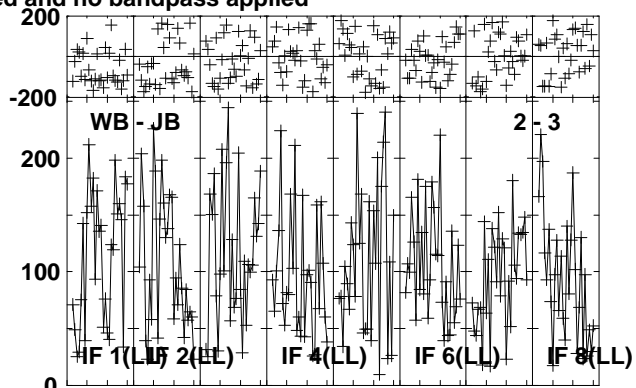 ed and no bandpass applied
200
-200
WB - JB 2 - 3
200
100
IF 1(LL) IF 2(LL) IF 4(LL) IF 6(LL) IF 8(LL)
0